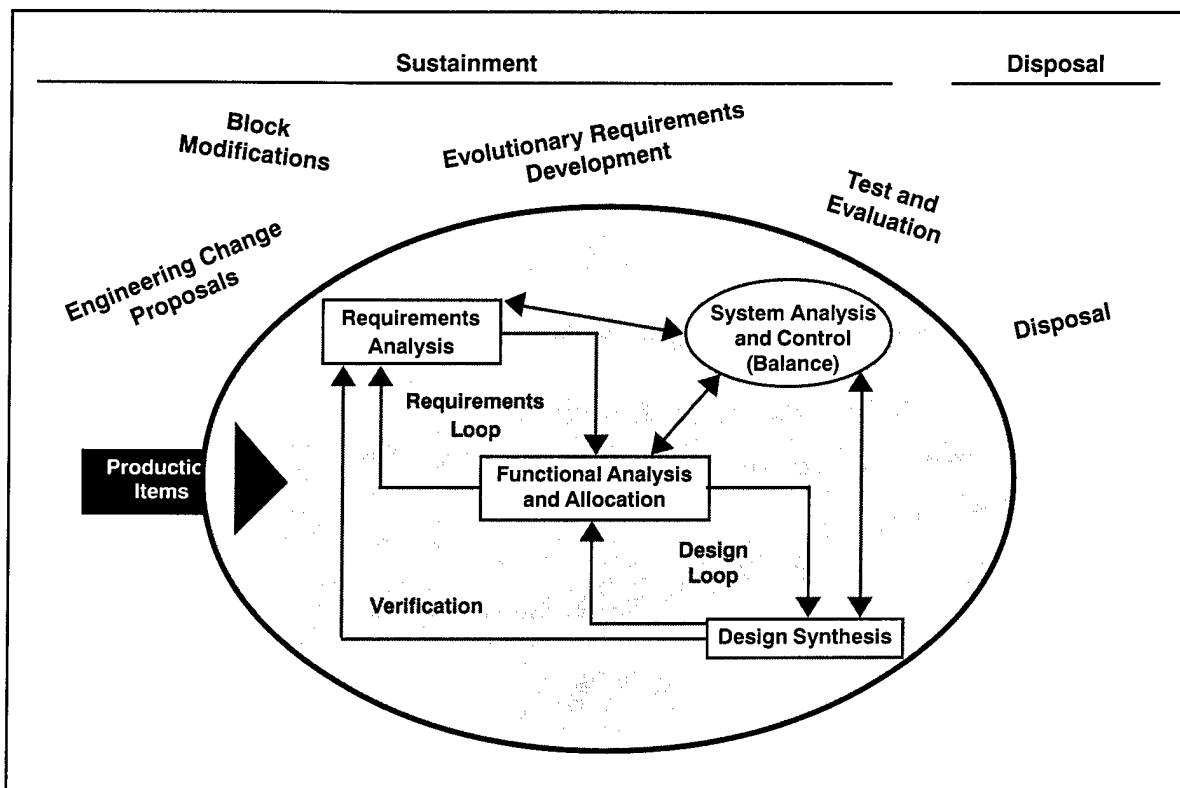 Sustainment
Disposal
Block
Modifications
Evolutionary Requirements
Development
Test and
Evaluation
Engineering Change
Proposals
Disposal
Requirements
Analysis
System Analysis
and Control
(Balance)
Requirements
Loop
Productic
Items
Functional Analysis
and Allocation
Design
Loop
Verification
Design Synthesis